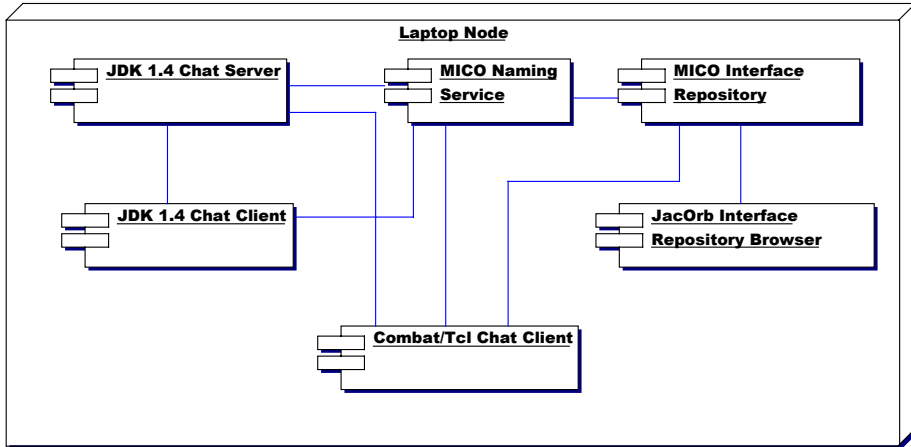 Laptop Node
JDK 1.4 Chat Server
MICO Naming
Service
MICO Interface
Repository
JDK 1.4 Chat Client
JacOrb Interface
Repository Browser
Combat/Tcl Chat Client